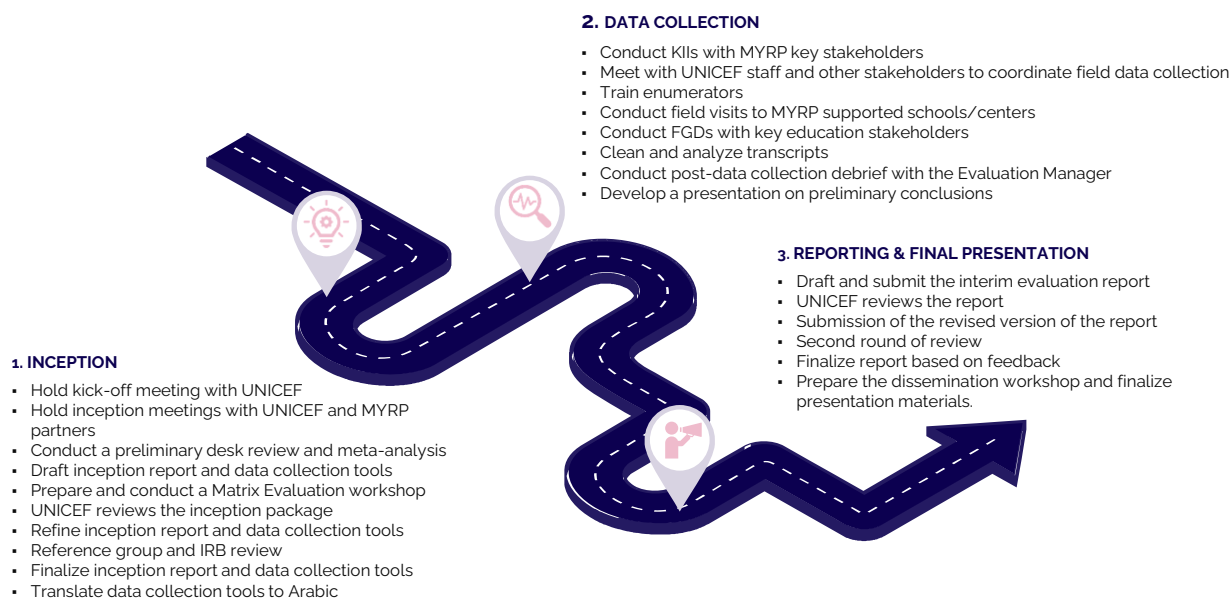 2. DATA COLLECTION
▪ Conduct KIIs with MYRP key stakeholders
▪ Meet with UNICEF staff and other stakeholders to coordinate field data collection
▪ Train enumerators
▪ Conduct field visits to MYRP supported schools/centers
▪ Conduct FGDs with key education stakeholders
▪ Clean and analyze transcripts
▪ Conduct post-data collection debrief with the Evaluation Manager
▪ Develop a presentation on preliminary conclusions
3. REPORTING & FINAL PRESENTATION
▪ Draft and submit the interim evaluation report
▪ UNICEF reviews the report
▪ Submission of the revised version of the report
▪ Second round of review
▪ Finalize report based on feedback
▪ Prepare the dissemination workshop and finalize
presentation materials.
1. INCEPTION
▪ Hold kick-off meeting with UNICEF
▪ Hold inception meetings with UNICEF and MYRP
partners
▪ Conduct a preliminary desk review and meta-analysis
▪ Draft inception report and data collection tools
▪ Prepare and conduct a Matrix Evaluation workshop
▪ UNICEF reviews the inception package
▪ Refine inception report and data collection tools
▪ Reference group and IRB review
▪ Finalize inception report and data collection tools
▪ Translate data collection tools to Arabic